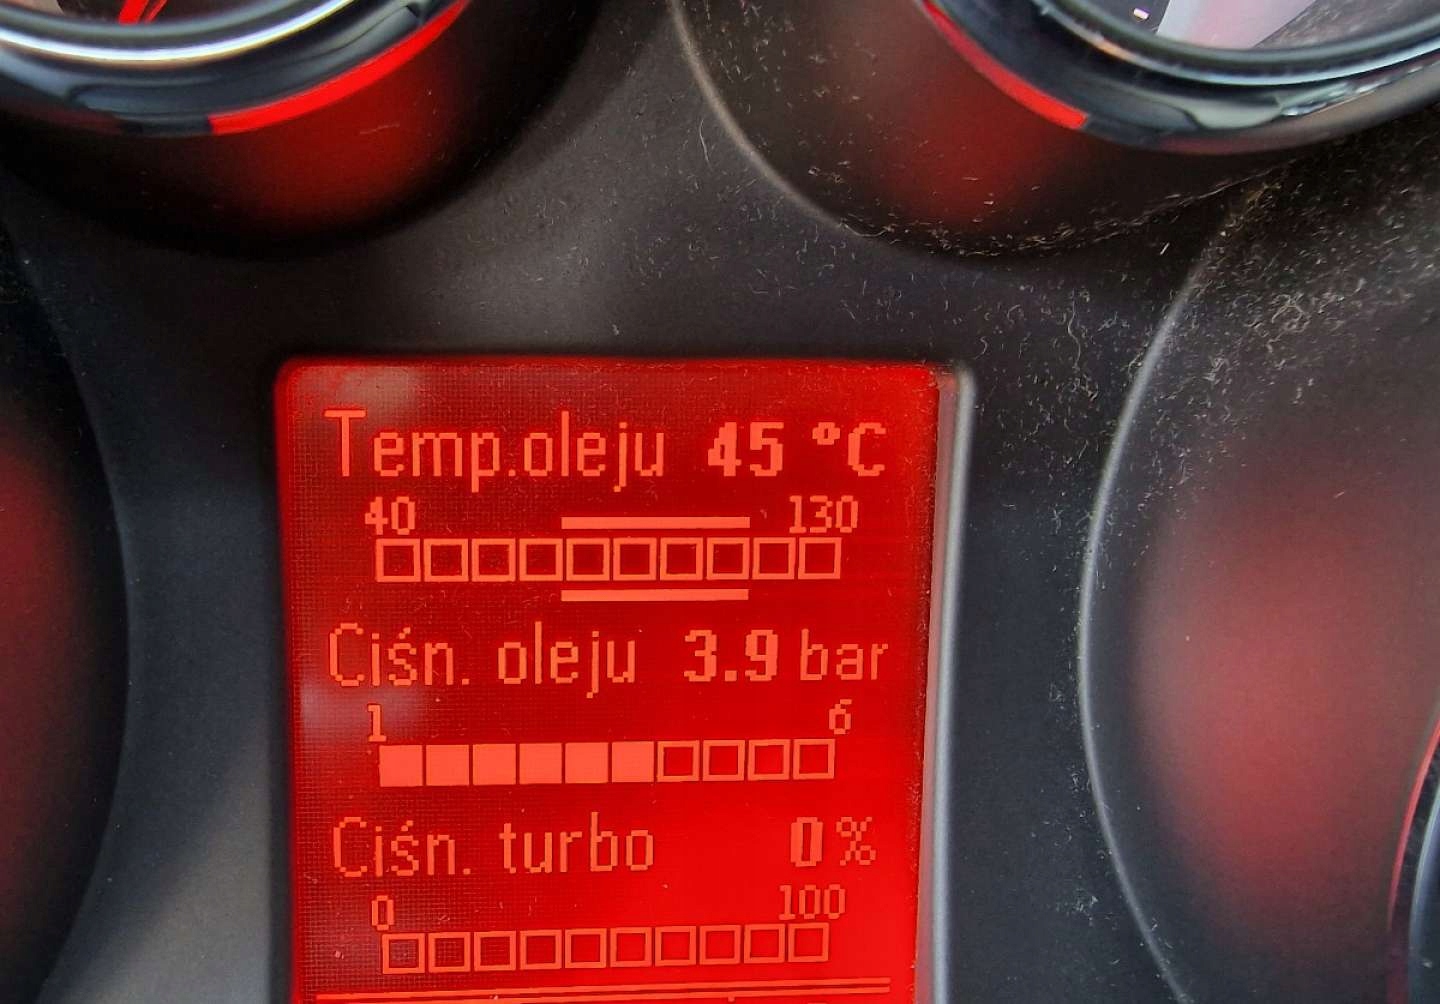 Temp.oleju 45 °C
40 130
Ciśn. oleju 3.9 bar
1 6
Ciśn. turbo 0 %
0 100